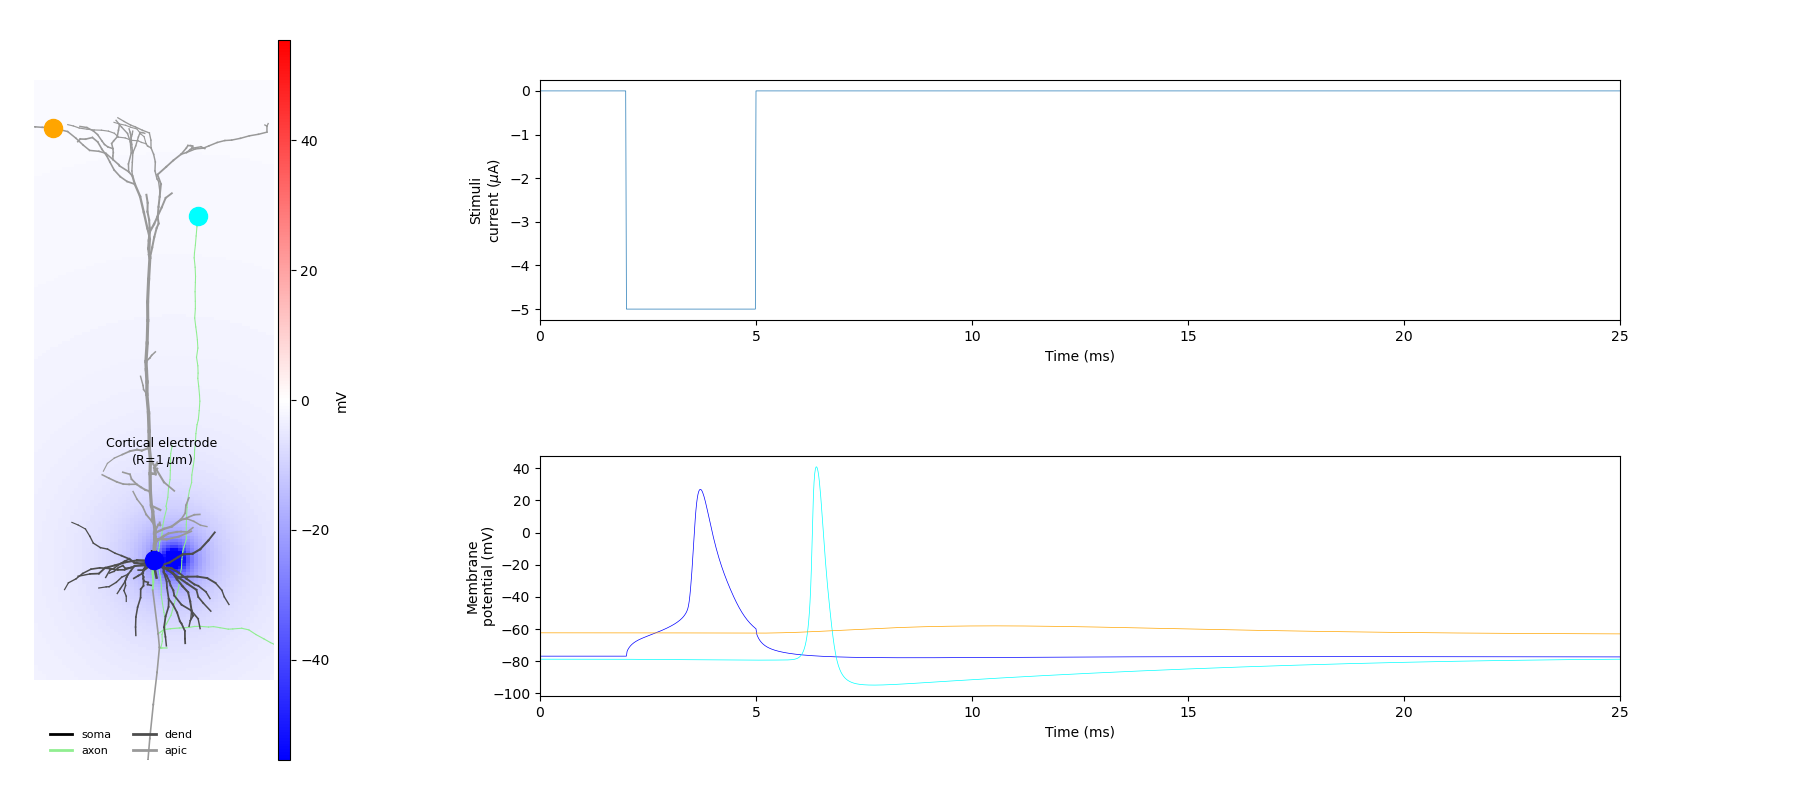 Cortical electrode
(R=1 μm)
soma
axon
dend
apic
40
20
0
−20
−40
mV
0
−1
−2
−3
−4
−5
Stimuli
current (μA)
0
5
10
15
20
25
Time (ms)
40
20
0
−20
−40
−60
−80
−100
Membrane
potential (mV)
0
5
10
15
20
25
Time (ms)